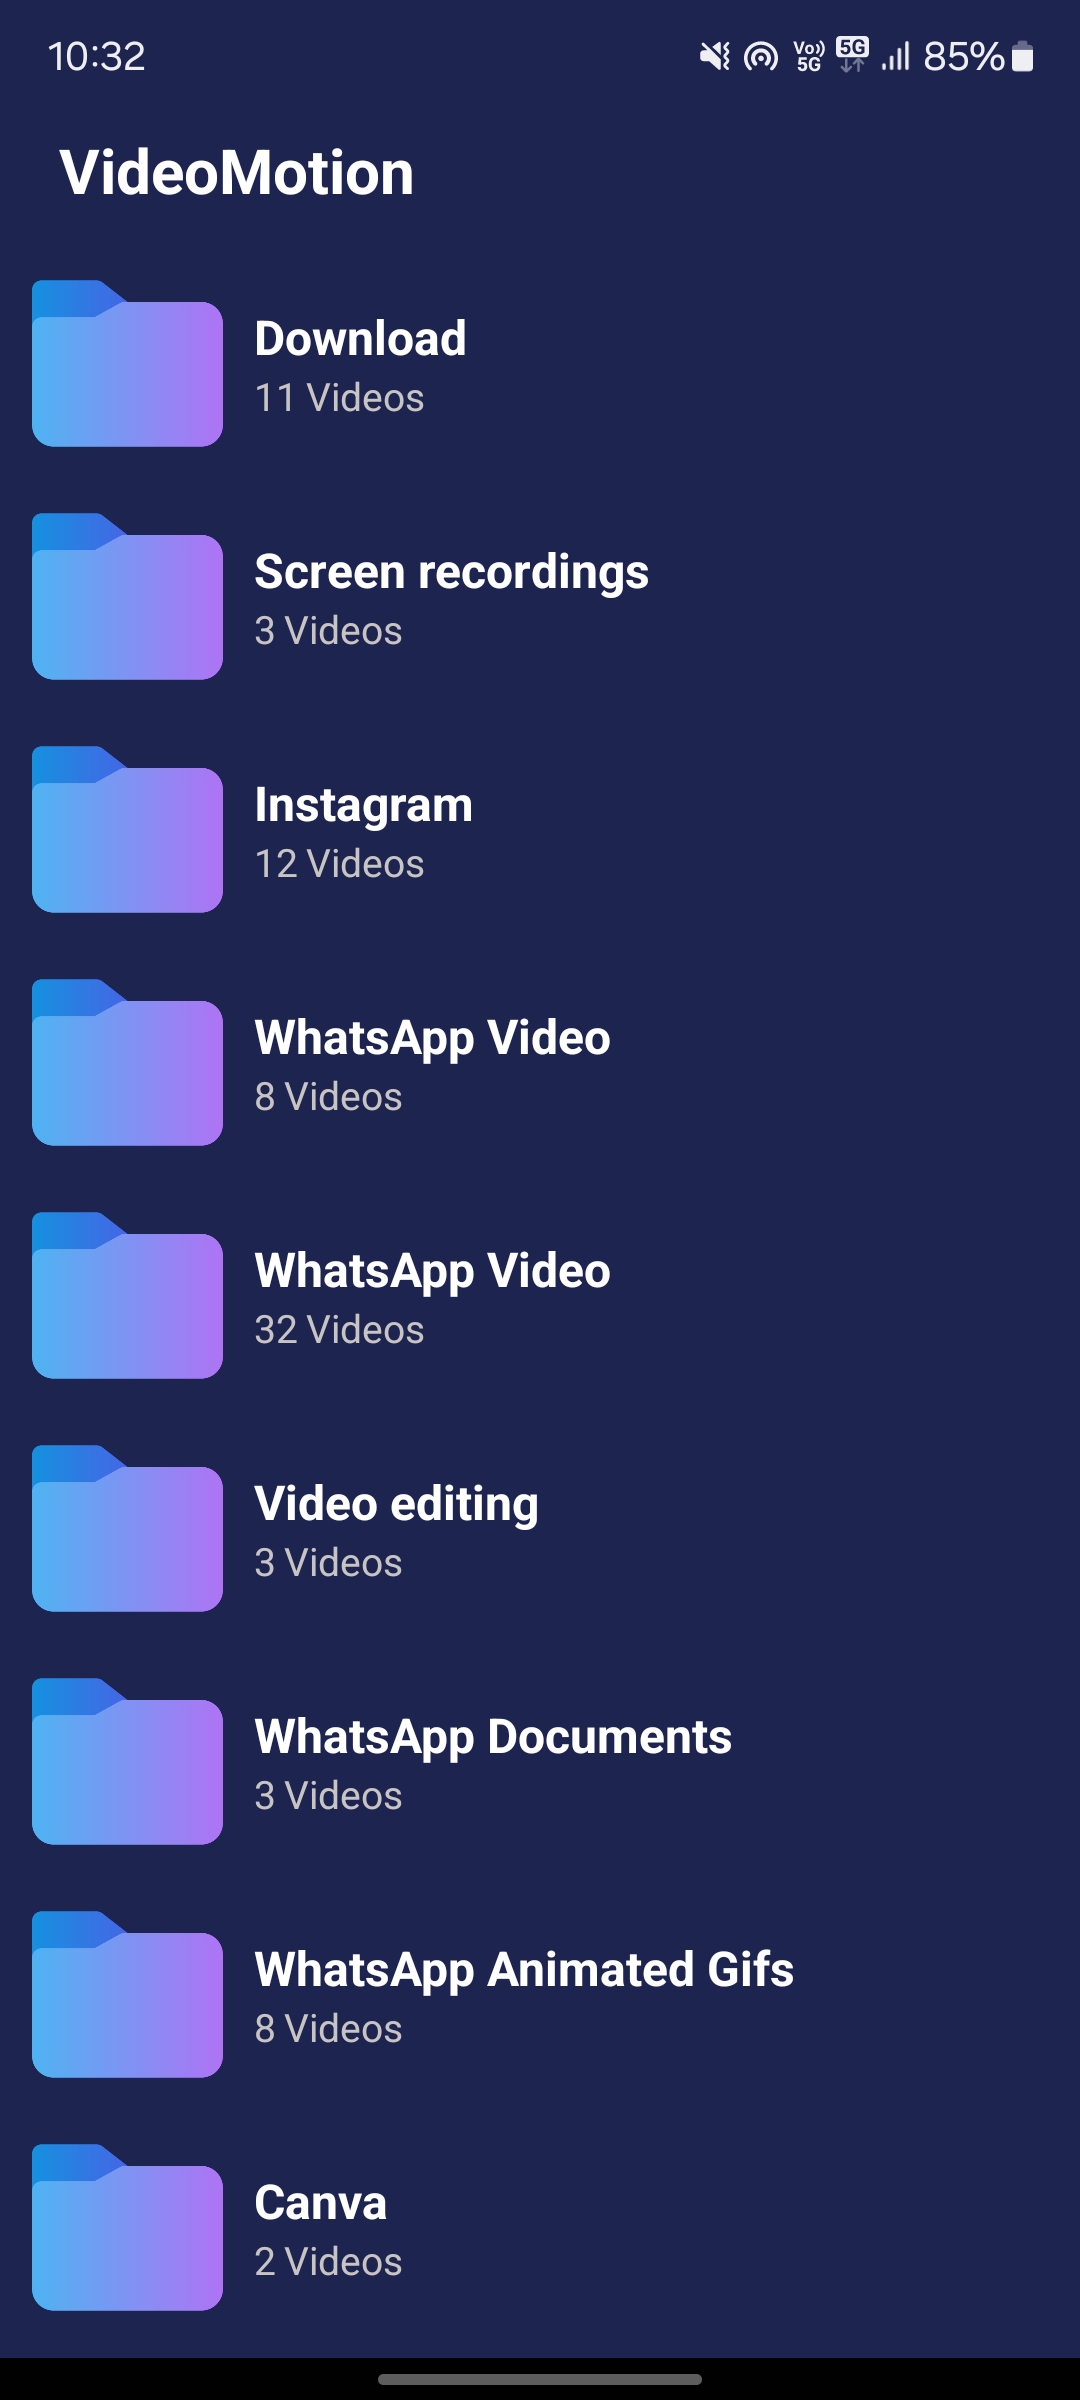 10:32
Vo)) 5G 5G 85%
VideoMotion
Download
11 Videos
Screen recordings
3 Videos
Instagram
12 Videos
WhatsApp Video
8 Videos
WhatsApp Video
32 Videos
Video editing
3 Videos
WhatsApp Documents
3 Videos
WhatsApp Animated Gifs
8 Videos
Canva
2 Videos